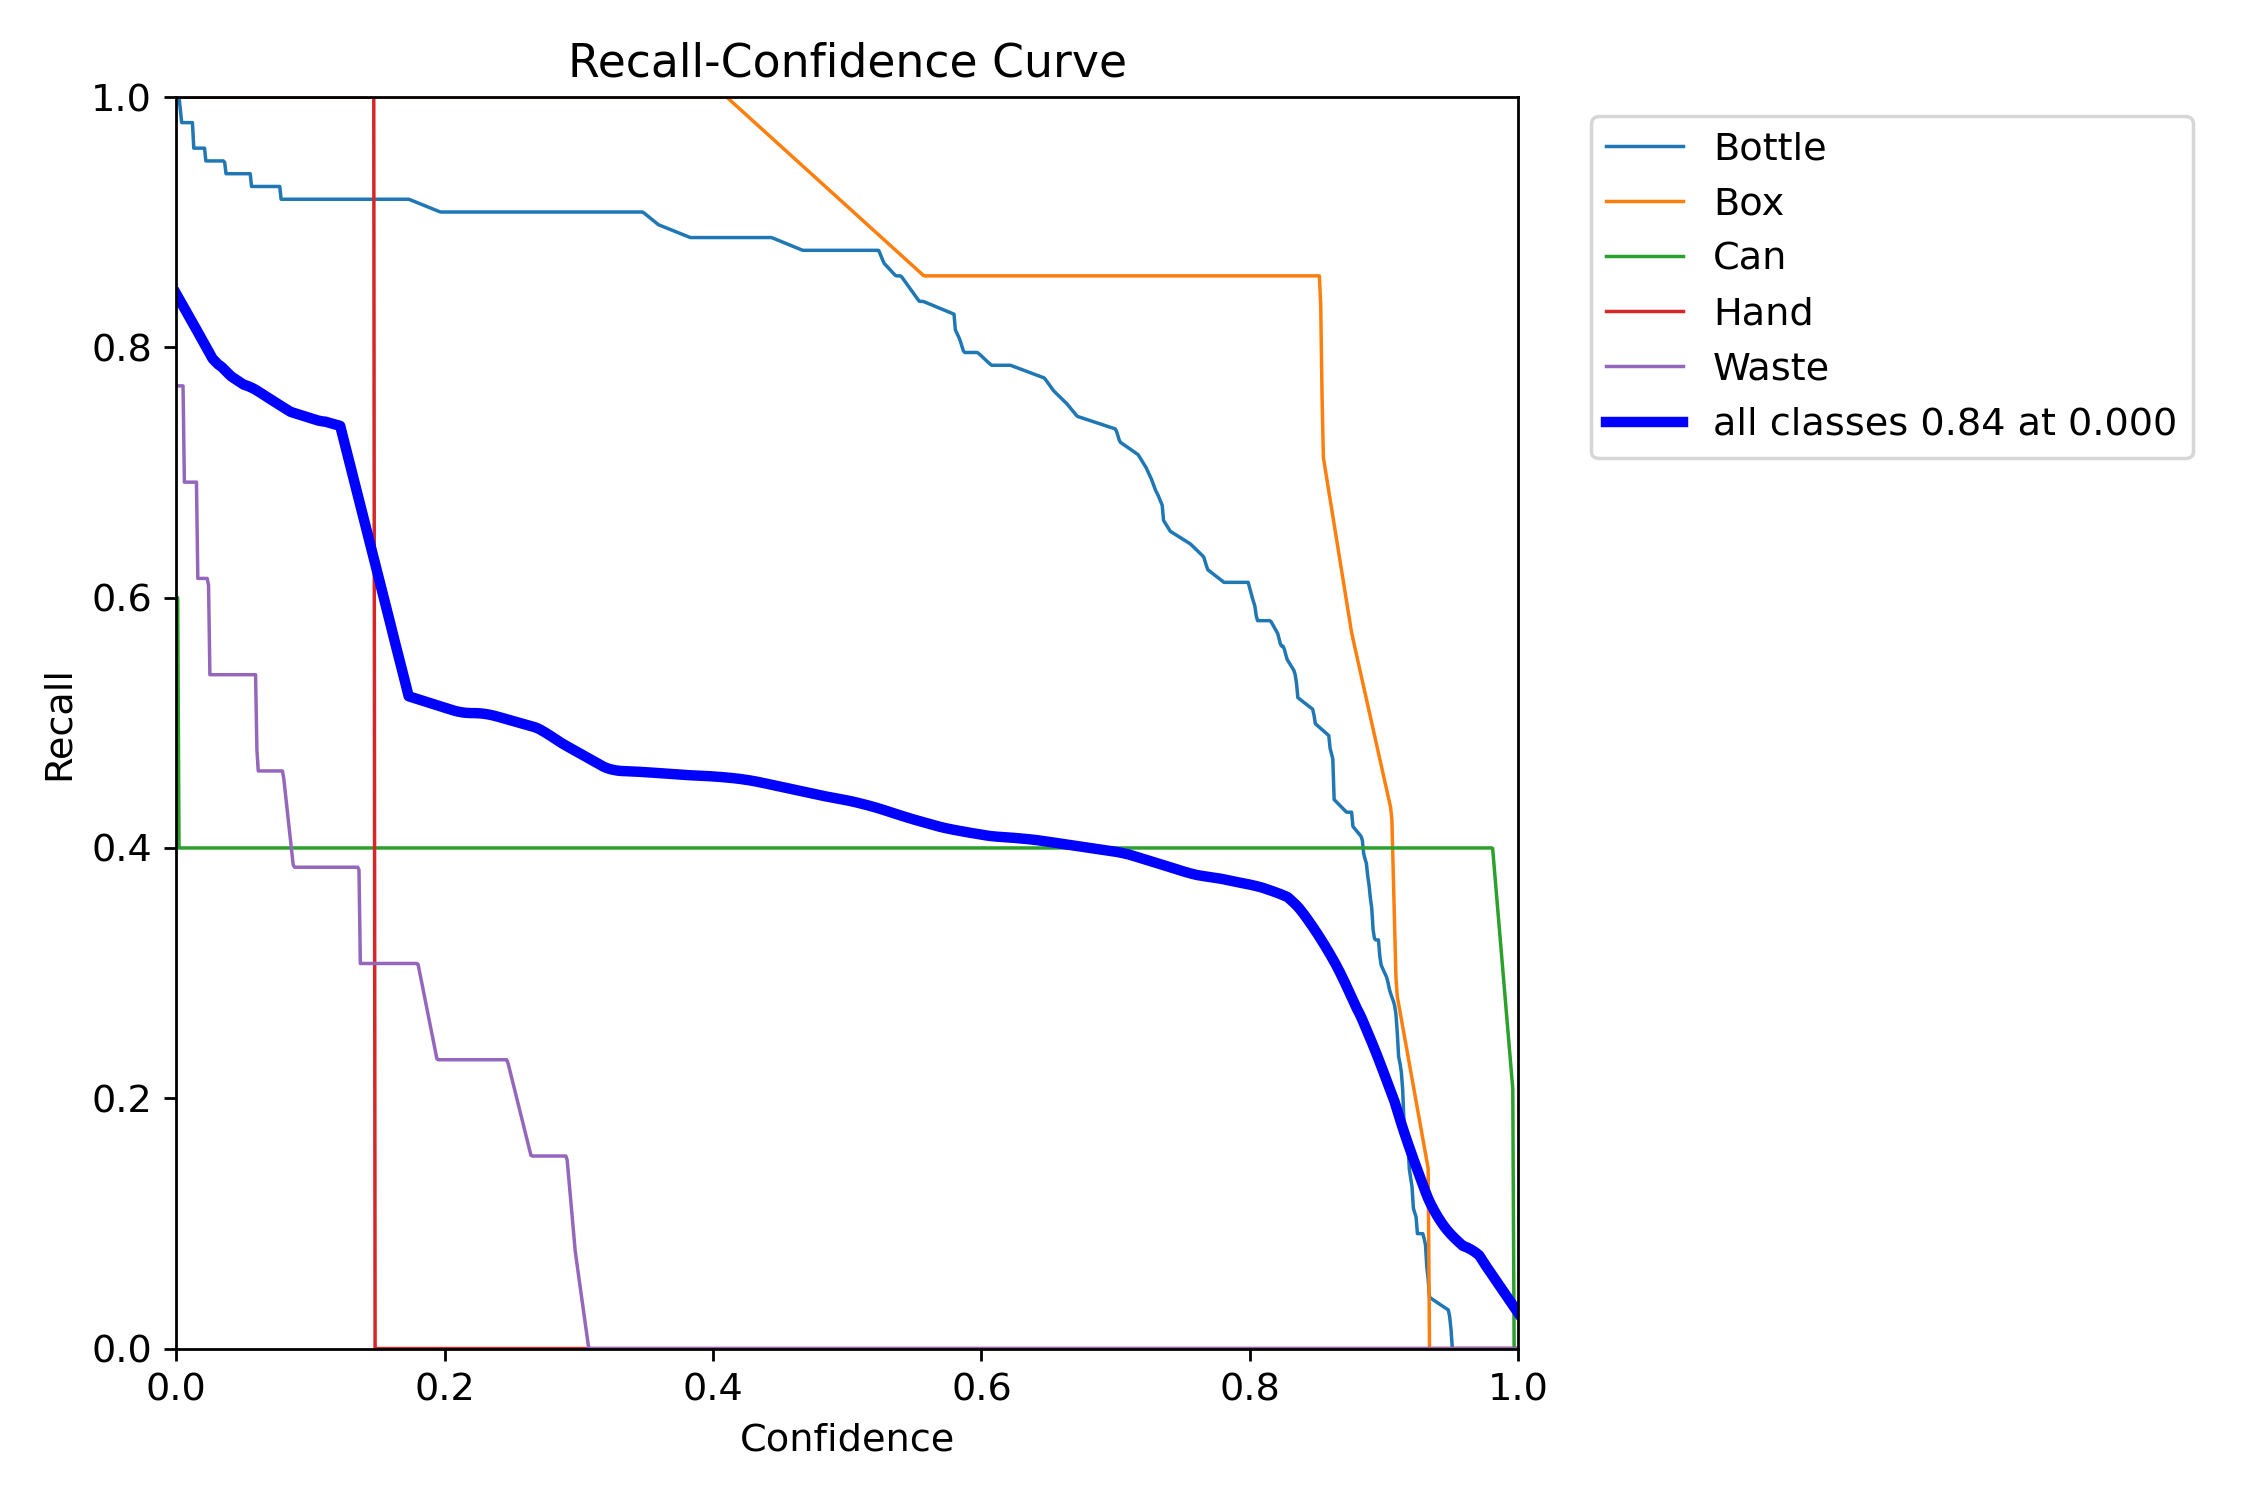 Recall-Confidence Curve
1.0
0.8
0.6
0.4
0.2
0.0
Recall
0.0 0.2 0.4 0.6 0.8 1.0
Confidence
Bottle
Box
Can
Hand
Waste
all classes 0.84 at 0.000